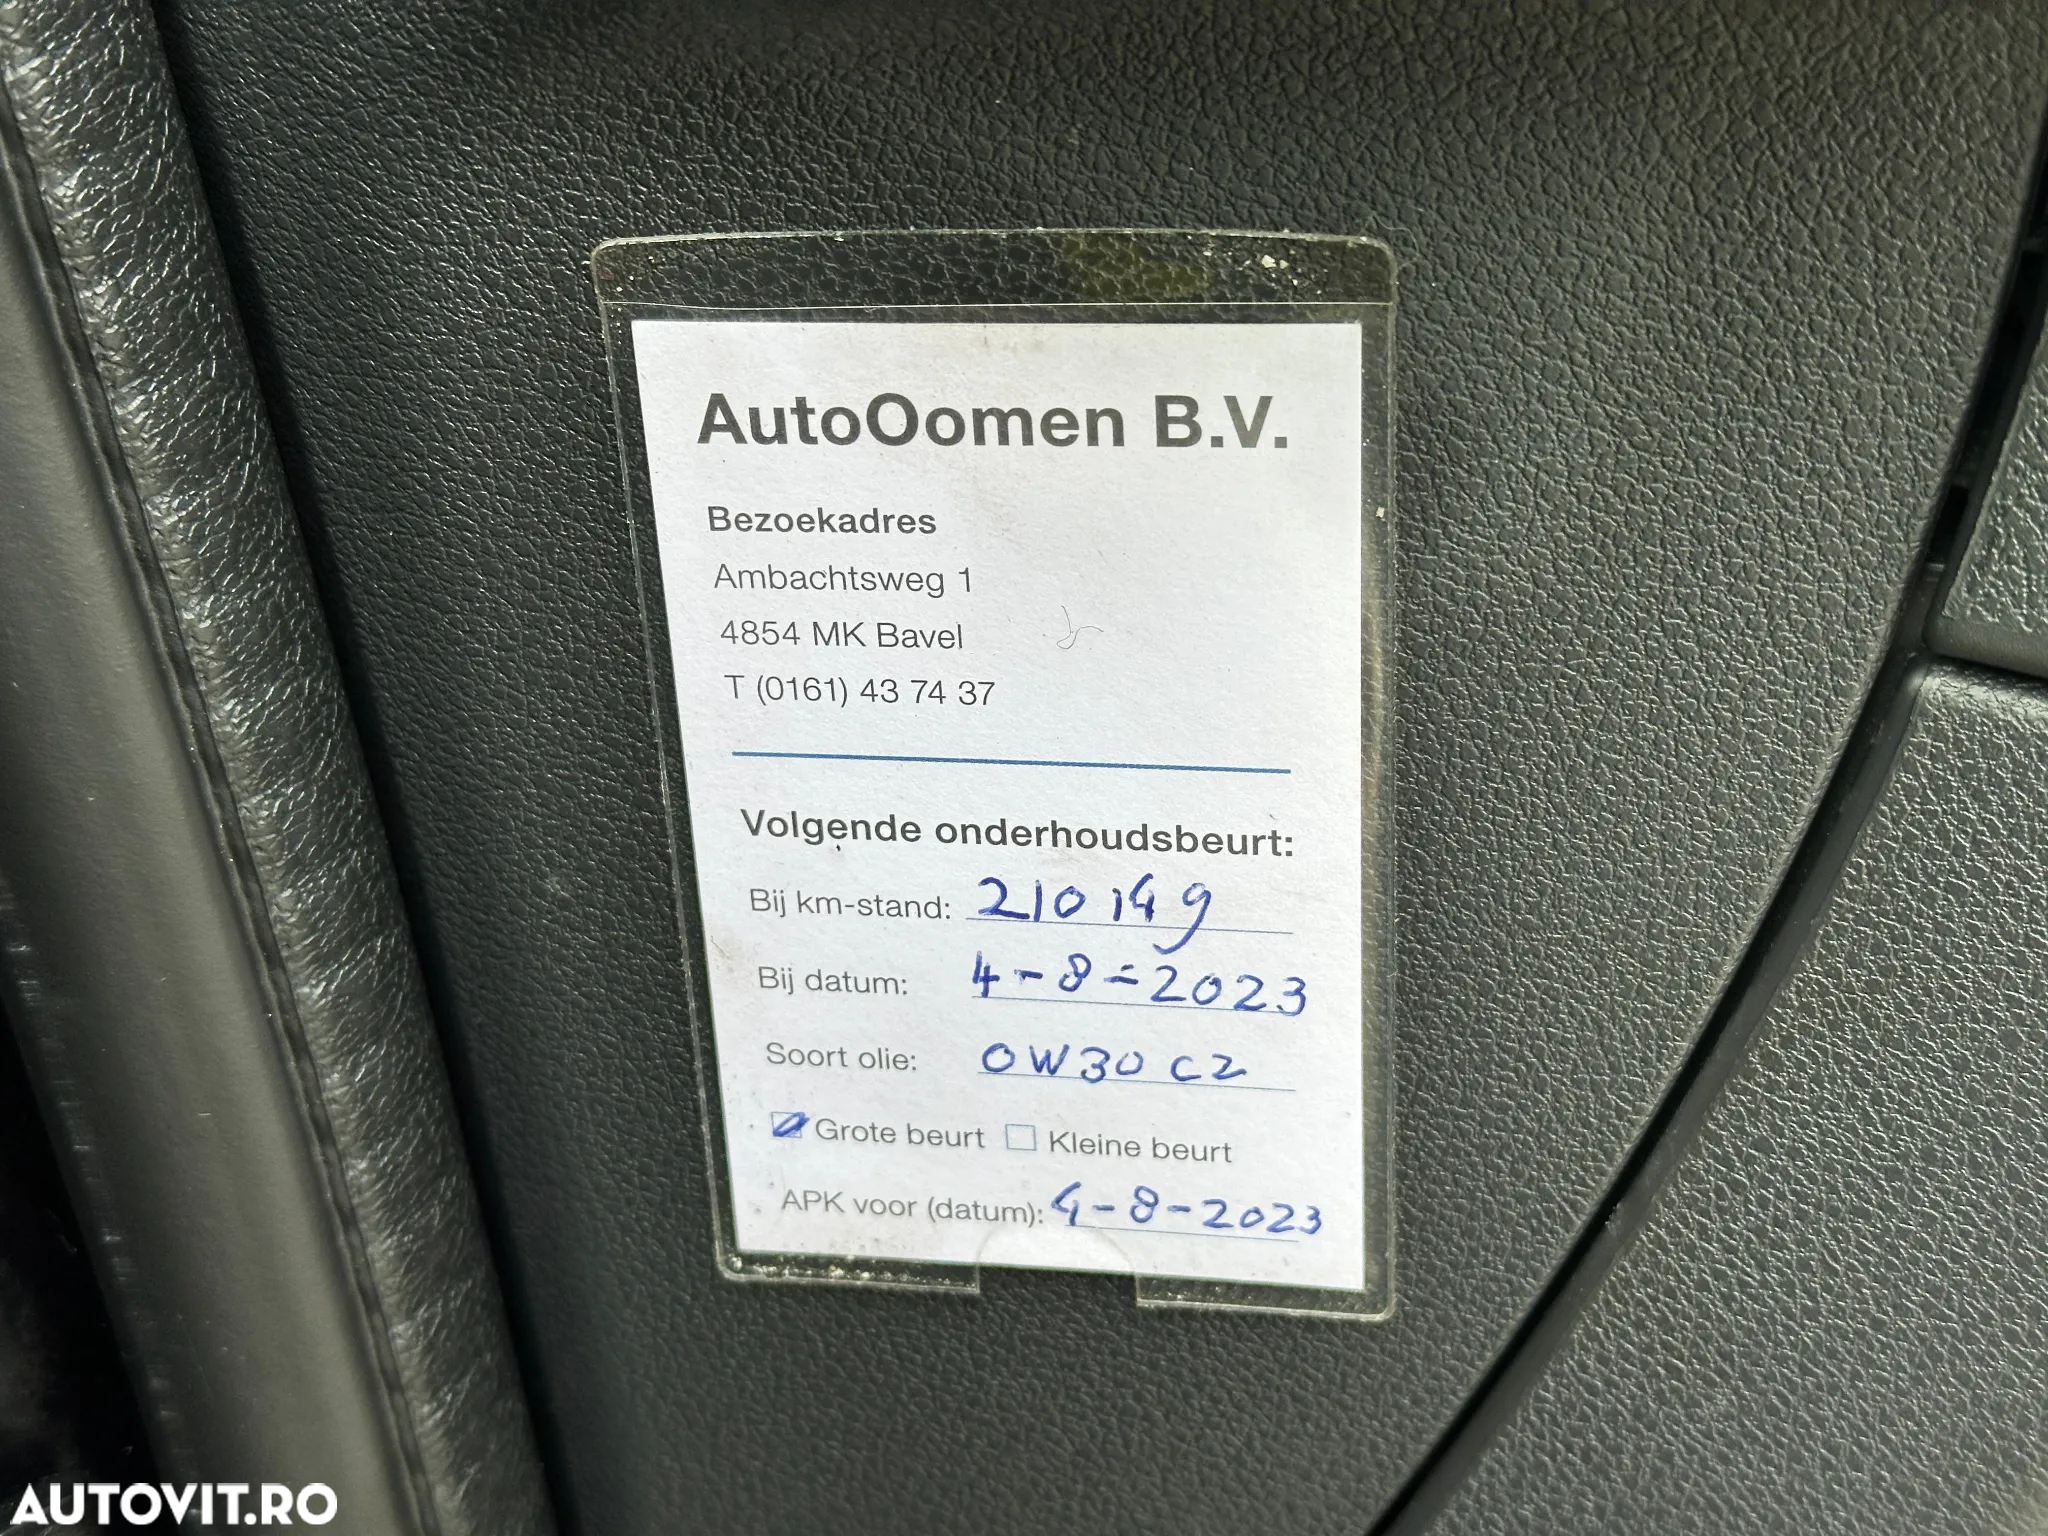 AutoOomen B.V.
Bezoekadres
Ambachtsweg 1
4854 MK Bavel
T (0161) 43 74 37
Volgende onderhoudsbeurt:
Bij km-stand: 210149
Bij datum: 4-8-2023
Soort olie: 0W30 C2
Grote beurt Kleine beurt
APK voor (datum): 4-8-2023
AUTOVIT.RO